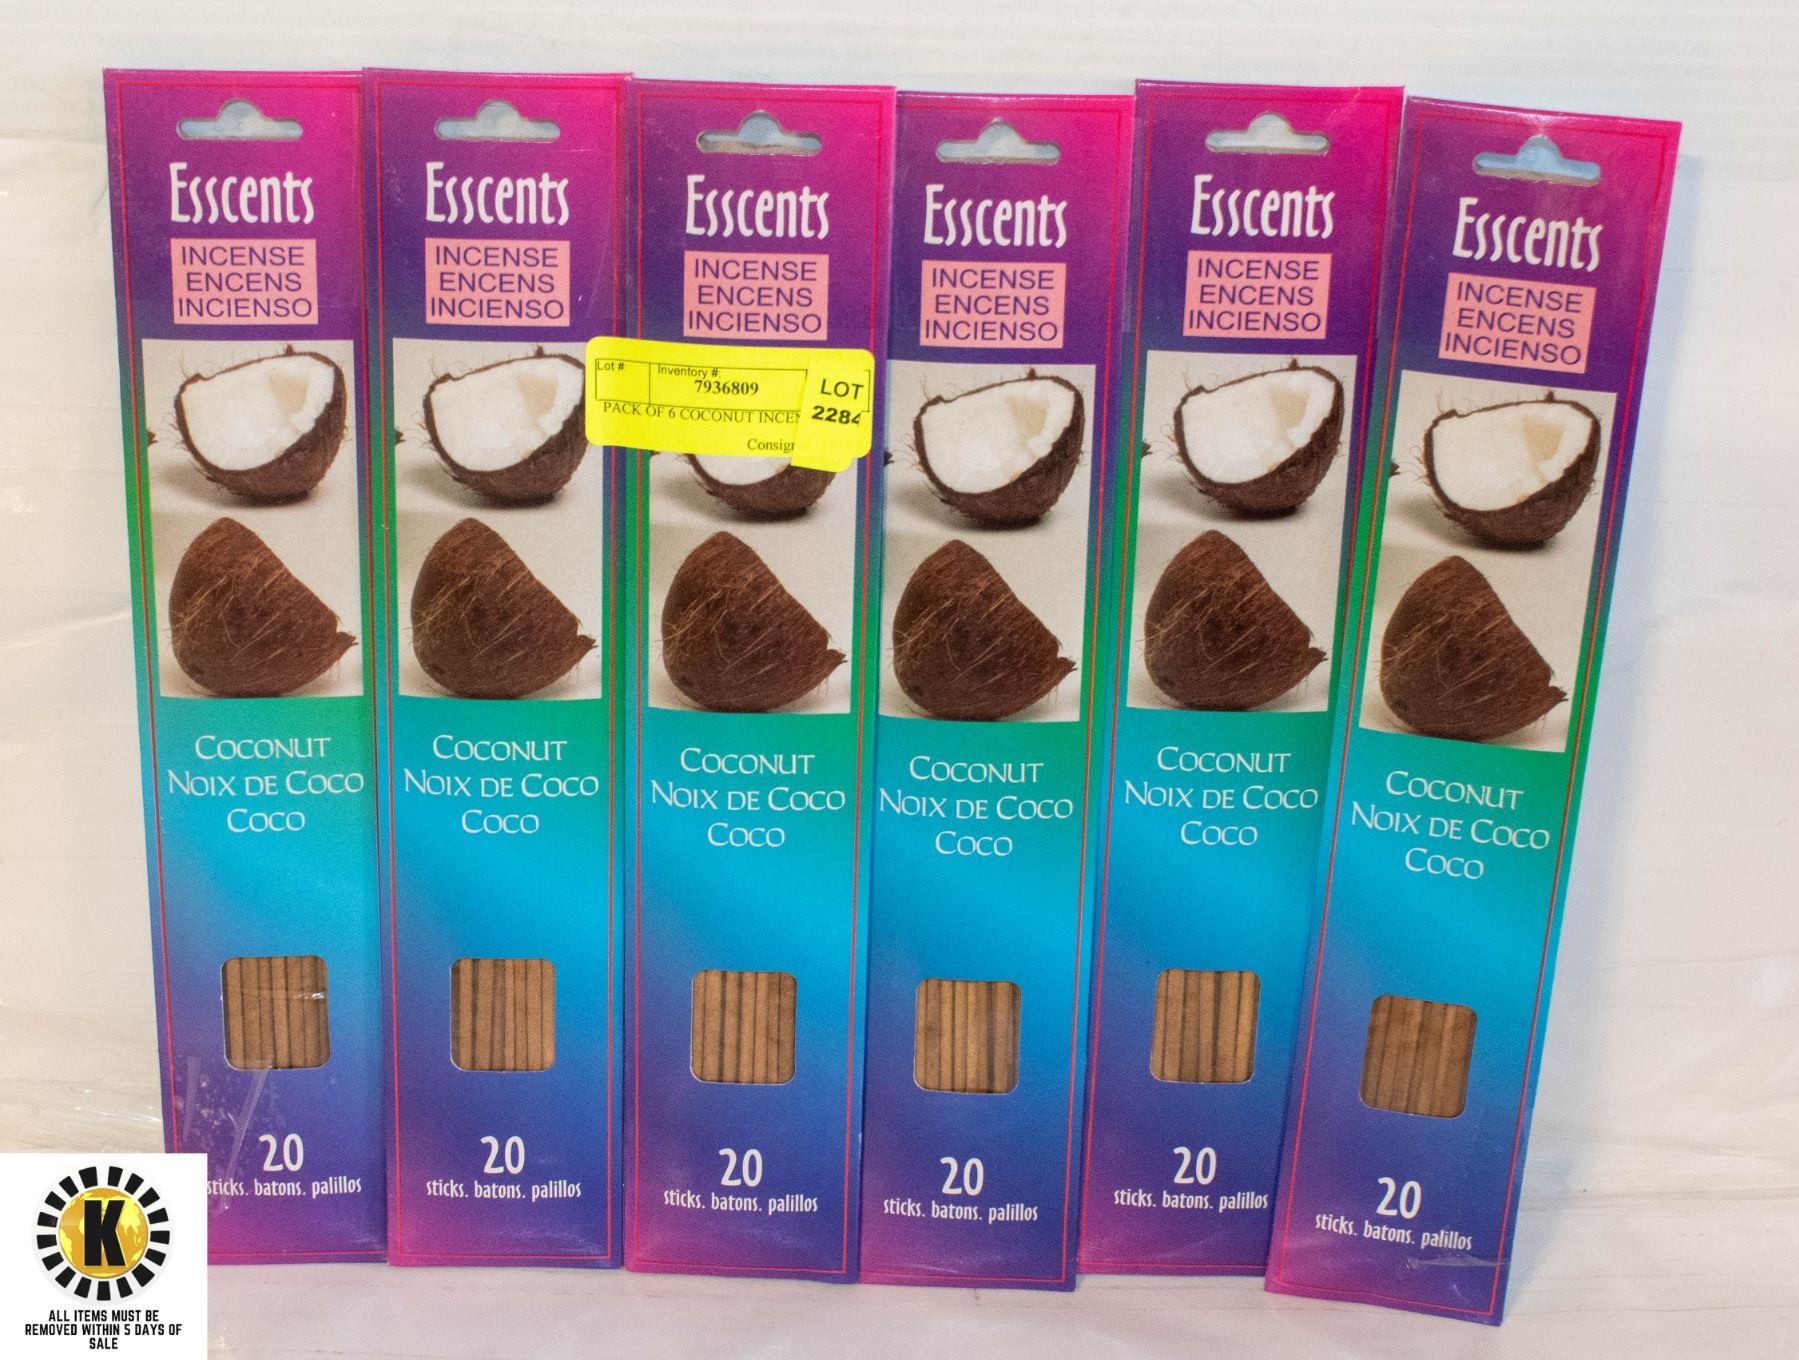 Esscents
INCENSE
ENCENS
INCIENSO
COCONUT
NOIX DE COCO
COCO
20
sticks. batons. palillos
Esscents
INCENSE
ENCENS
INCIENSO
COCONUT
NOIX DE COCO
COCO
20
sticks. batons. palillos
Esscents
INCENSE
ENCENS
INCIENSO
Lot #:
Inventory #:
7936809
LOT
2284
PACK OF 6 COCONUT
COCONUT
NOIX DE COCO
COCO
20
sticks. batons. palillos
Esscents
INCENSE
ENCENS
INCIENSO
COCONUT
NOIX DE COCO
COCO
20
sticks. batons. palillos
Esscents
INCENSE
ENCENS
INCIENSO
COCONUT
NOIX DE COCO
COCO
20
sticks. batons. palillos
Esscents
INCENSE
ENCENS
INCIENSO
COCONUT
NOIX DE COCO
COCO
20
sticks. batons. palillos
K
ALL ITEMS MUST BE
REMOVED WITHIN 5 DAYS OF
SALE